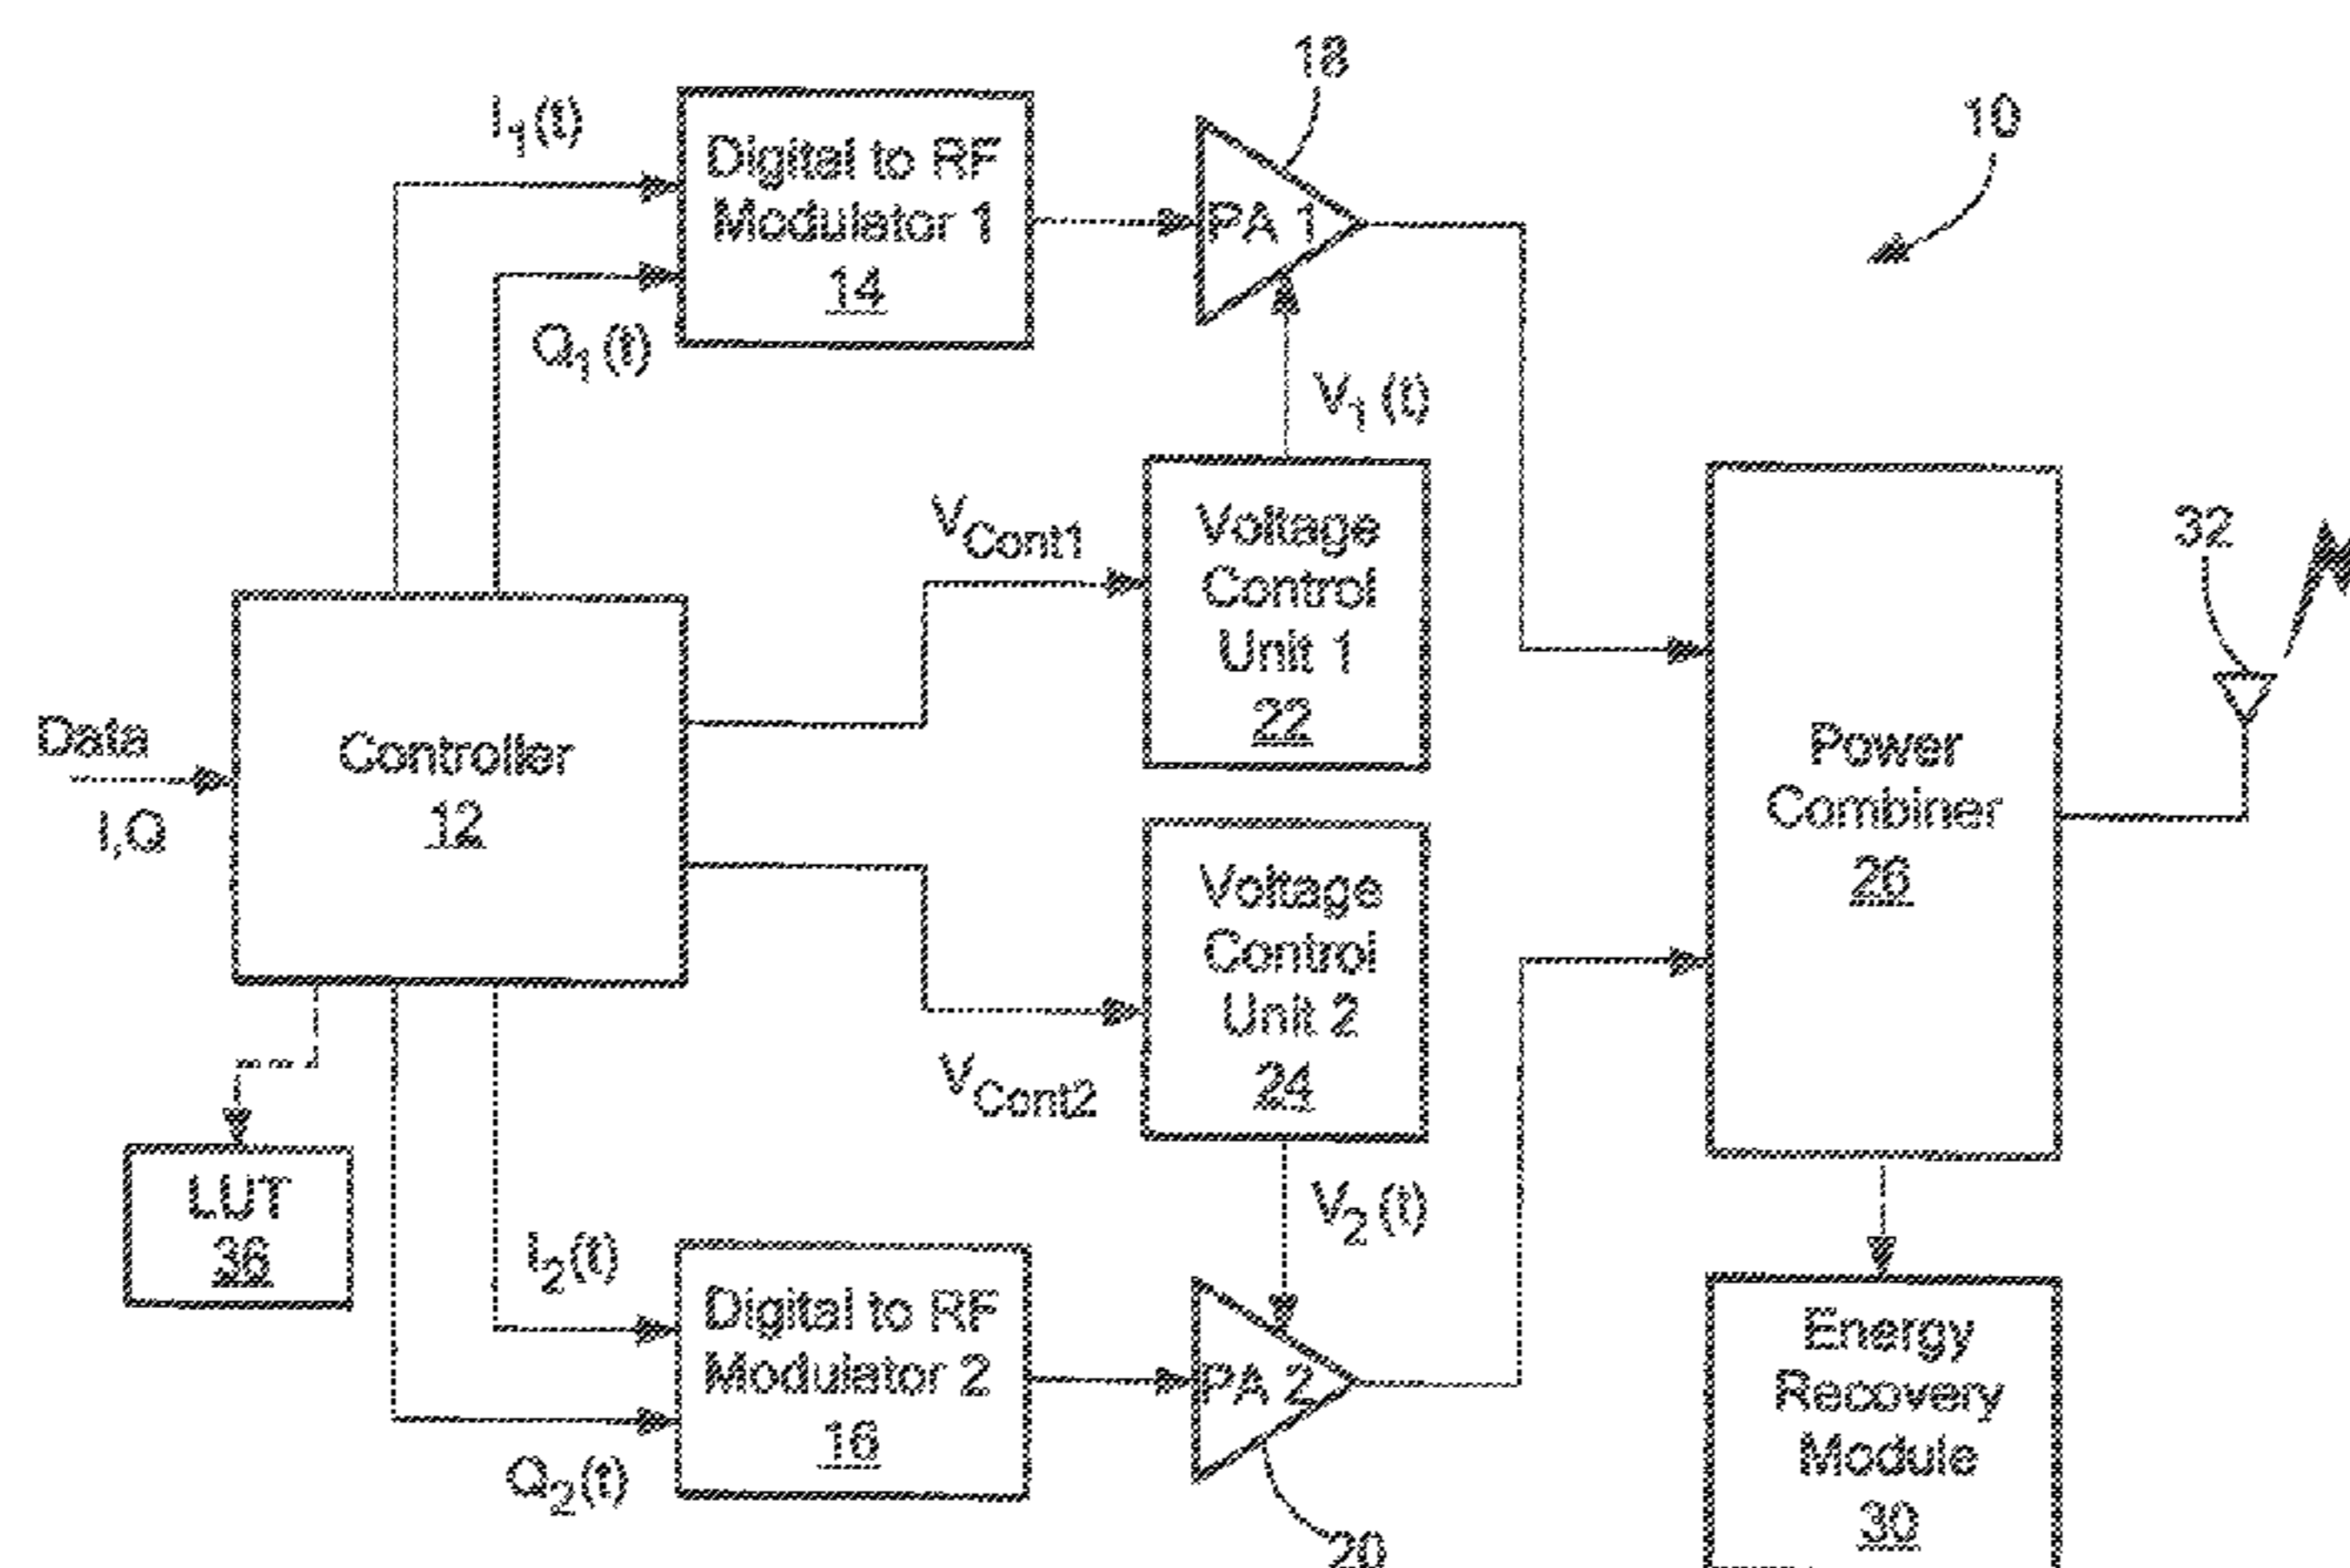 18
10
I1(t)
Digital to RF
Modulator 1
14
PA 1
Q1(t)
V1(t)
VCont1
Voltage
Control
Unit 1
22
32
Data
I,Q
Controller
12
Power
Combiner
26
Voltage
Control
Unit 2
24
VCont2
V2(t)
LUT
36
I2(t)
Digital to RF
Modulator 2
16
PA 2
Q2(t)
20
Energy
Recovery
Module
30